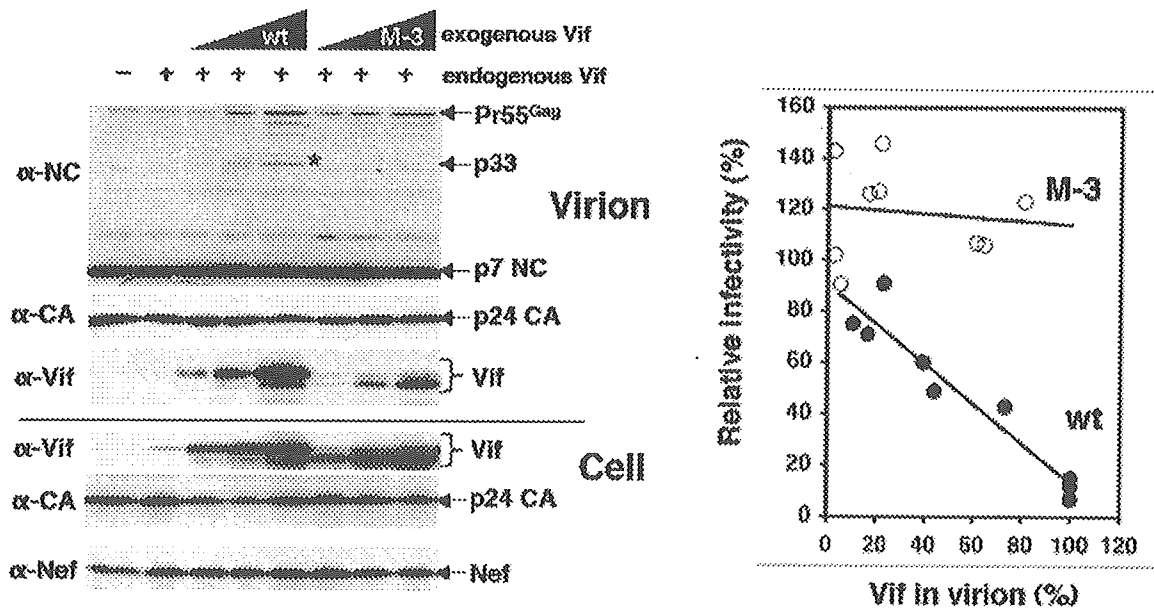 wt M-3 exogenous Vif
− + + + + + + + endogenous Vif
Pr55Gag
α-NC
* p33
Virion
p7 NC
α-CA p24 CA
α-Vif Vif
α-Vif Vif
Cell
α-CA p24 CA
α-Nef Nef
Relative infectivity (%)
160
140
120
100
80
60
40
20
0
M-3
wt
0 20 40 60 80 100 120
Vif in virion (%)